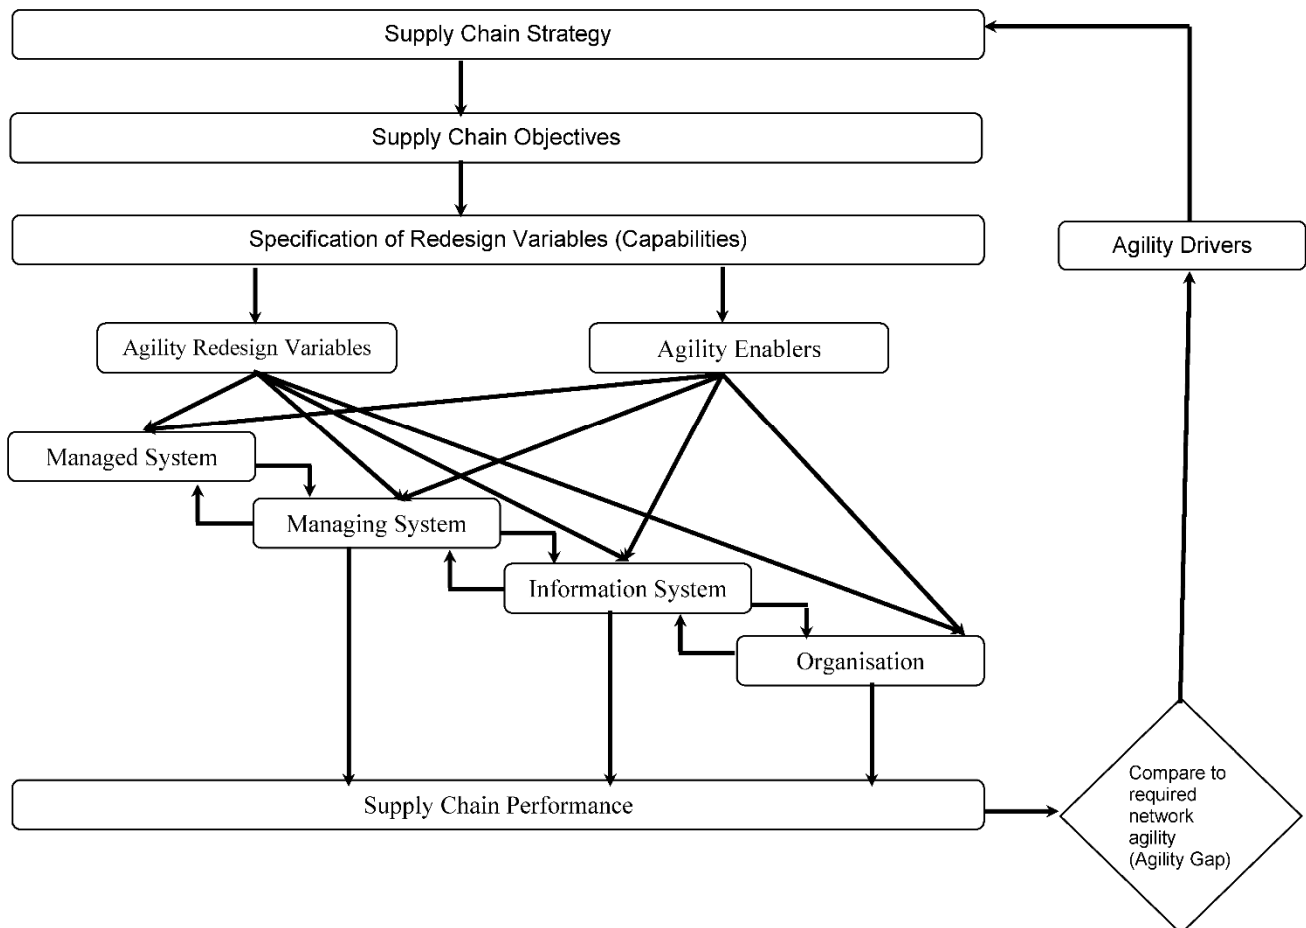 Supply Chain Strategy
Supply Chain Objectives
Specification of Redesign Variables (Capabilities)
Agility Drivers
Agility Redesign Variables
Agility Enablers
Managed System
Managing System
Information System
Organisation
Supply Chain Performance
Compare to
required
network
agility
(Agility Gap)